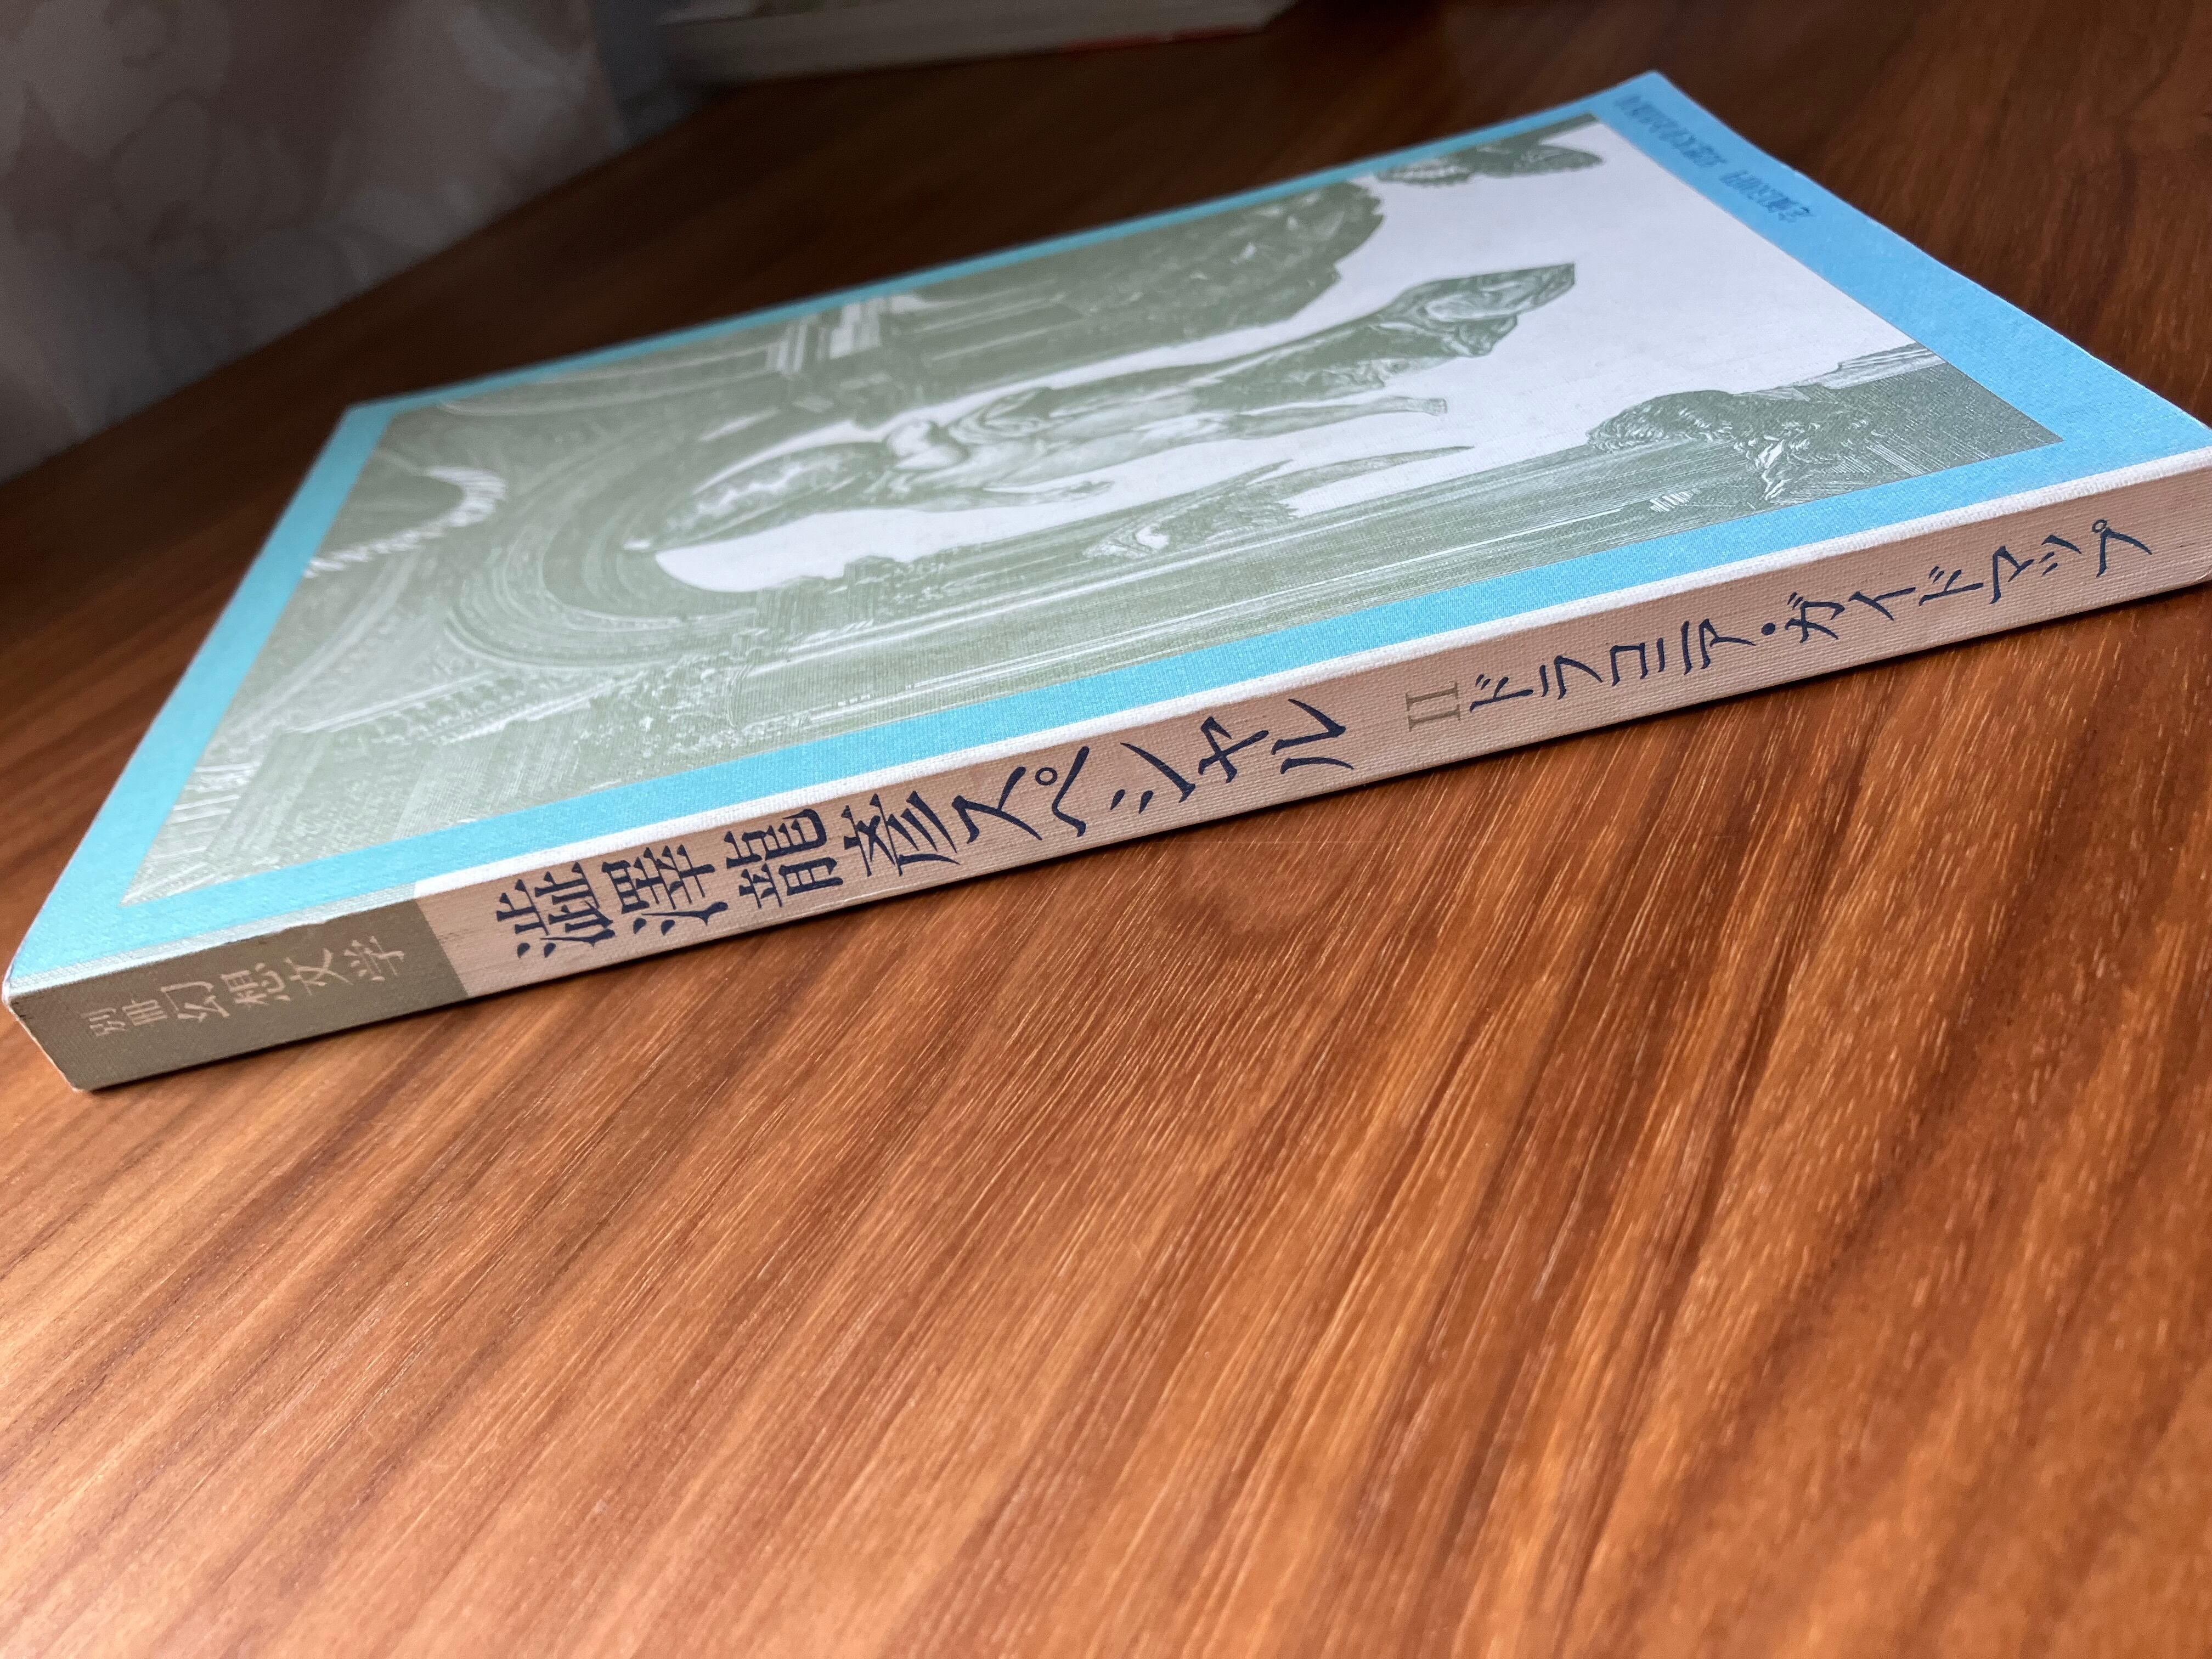 別冊幻想文学
澁澤龍彦スペシャル II ドラコニア・ガイドマップ